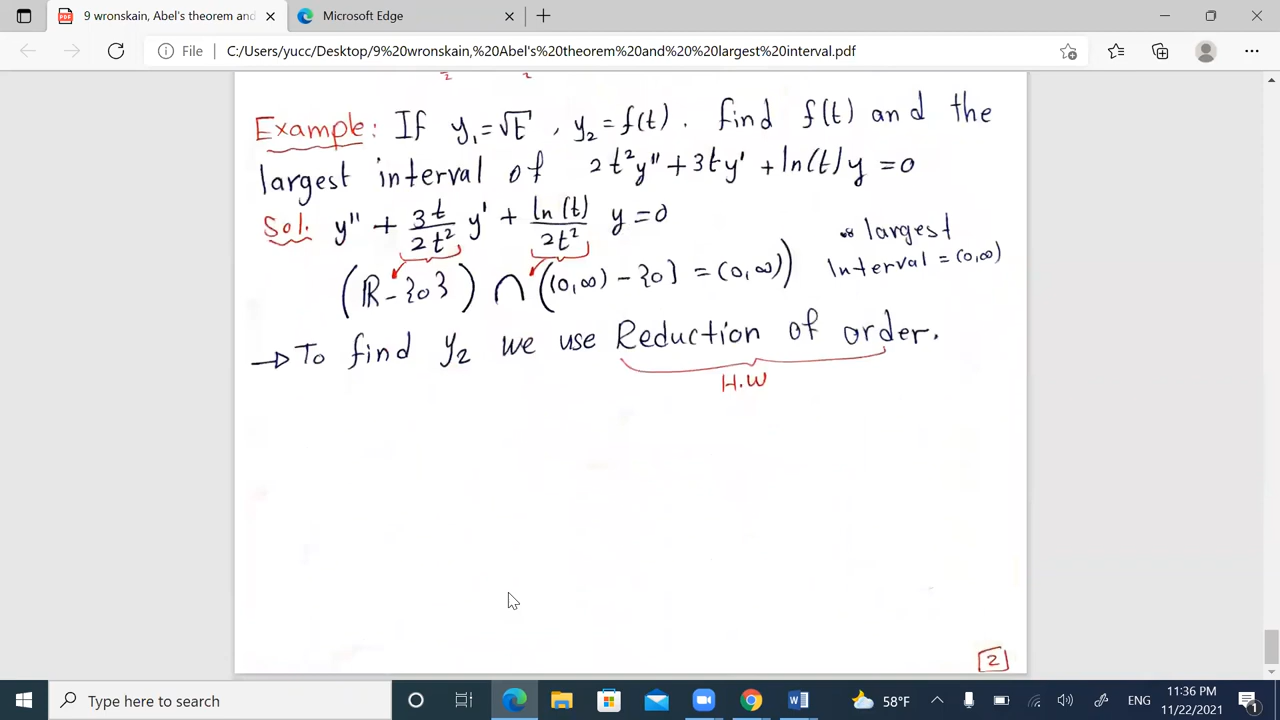 9 wronskain, Abel's theorem and
Microsoft Edge
File
C:/Users/yucc/Desktop/9%20wronskain,%20Abel's%20theorem%20and%20%20largest%20interval.pdf
Example: If y₁=√t , y₂=f(t). find f(t) and the
largest interval of 2t²y"+3ty'+ln(t)y=0
Sol. y" + 3t/2t² y' + ln(t)/2t² y=0
(ℝ-{0}) ∩ ((0,∞)-{0} = (0,∞))
largest
Interval = (0,∞)
→To find y₂ we use Reduction of order.
H.W
2
Type here to search
58°F
ENG
11:36 PM
11/22/2021
1